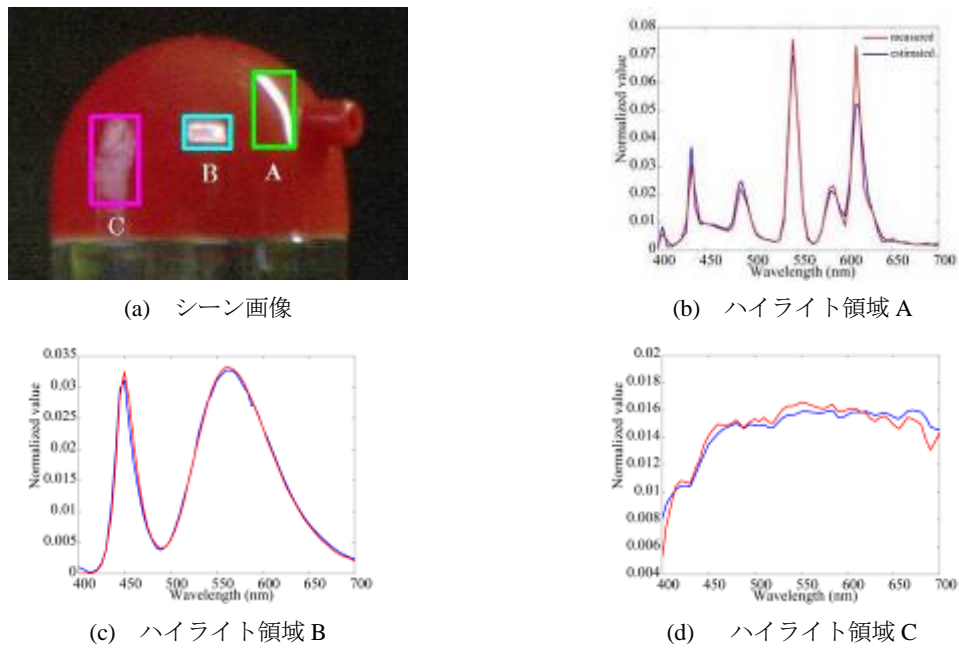 A
B
C
(a) シーン画像
0.08
0.07
0.06
0.05
0.04
0.03
0.02
0.01
0
400 450 500 550 600 650 700
Normalized value
Wavelength (nm)
measured
estimated
(b) ハイライト領域 A
0.035
0.03
0.025
0.02
0.015
0.01
0.005
0
400 450 500 550 600 650 700
Normalized value
Wavelength (nm)
(c) ハイライト領域 B
0.02
0.018
0.016
0.014
0.012
0.01
0.008
0.006
0.004
400 450 500 550 600 650 700
Normalized value
Wavelength (nm)
(d) ハイライト領域 C